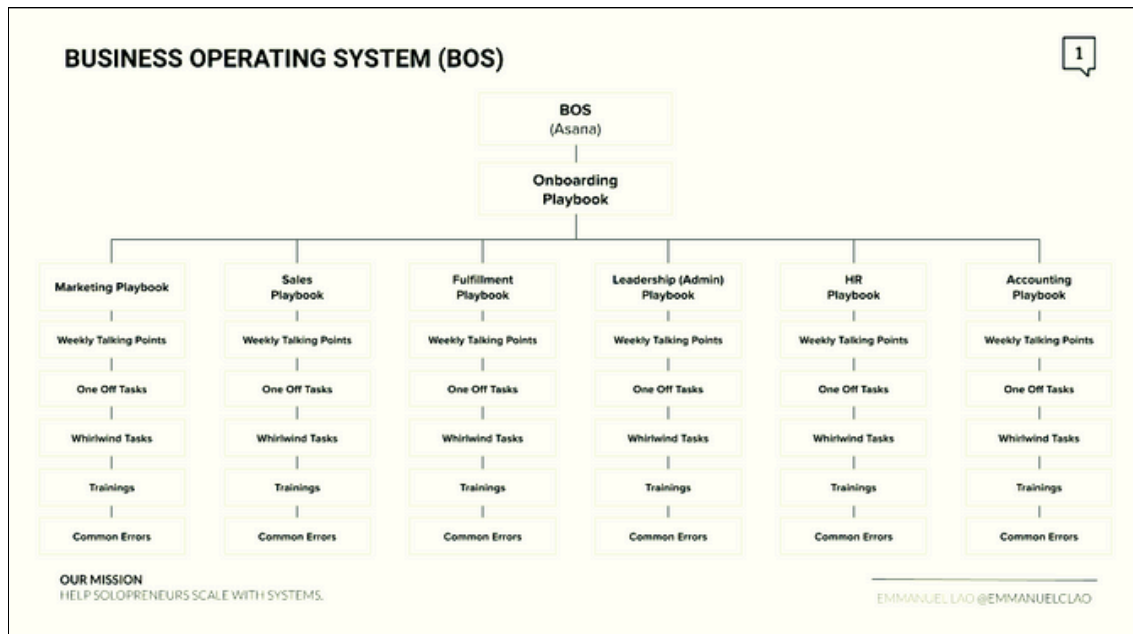 BUSINESS OPERATING SYSTEM (BOS)
1
BOS
(Asana)
Onboarding
Playbook
Marketing Playbook
Weekly Talking Points
One Off Tasks
Whirlwind Tasks
Trainings
Common Errors
Sales
Playbook
Weekly Talking Points
One Off Tasks
Whirlwind Tasks
Trainings
Common Errors
Fulfillment
Playbook
Weekly Talking Points
One Off Tasks
Whirlwind Tasks
Trainings
Common Errors
Leadership (Admin)
Playbook
Weekly Talking Points
One Off Tasks
Whirlwind Tasks
Trainings
Common Errors
HR
Playbook
Weekly Talking Points
One Off Tasks
Whirlwind Tasks
Trainings
Common Errors
Accounting
Playbook
Weekly Talking Points
One Off Tasks
Whirlwind Tasks
Trainings
Common Errors
OUR MISSION
HELP SOLOPRENEURS SCALE WITH SYSTEMS.
EMMANUEL LAO @EMMANUELCLAO